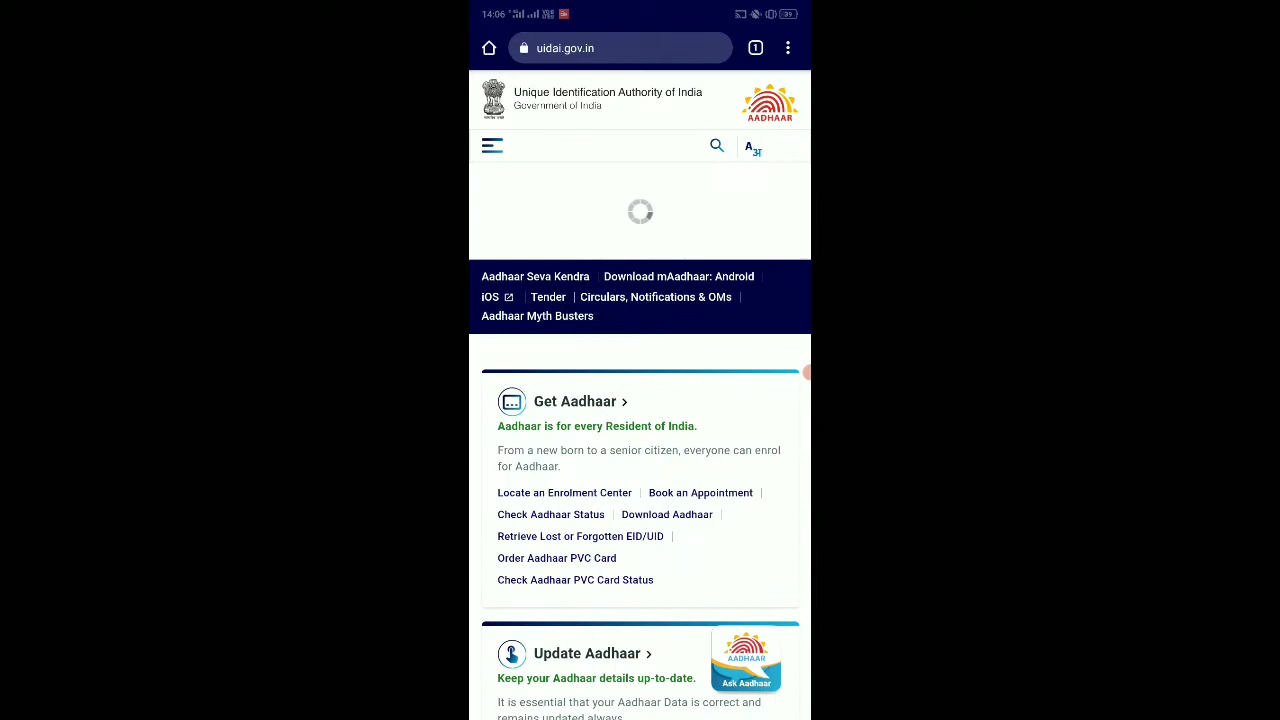 14:06
39
uidai.gov.in
1
Unique Identification Authority of India
Government of India
AADHAAR
A अ
Aadhaar Seva Kendra
Download mAadhaar: Android
iOS
Tender
Circulars, Notifications & OMs
Aadhaar Myth Busters
Get Aadhaar
Aadhaar is for every Resident of India.
From a new born to a senior citizen, everyone can enrol
for Aadhaar.
Locate an Enrolment Center
Book an Appointment
Check Aadhaar Status
Download Aadhaar
Retrieve Lost or Forgotten EID/UID
Order Aadhaar PVC Card
Check Aadhaar PVC Card Status
Update Aadhaar
Keep your Aadhaar details up-to-date.
AADHAAR
Ask Aadhaar
It is essential that your Aadhaar Data is correct and
remains updated always